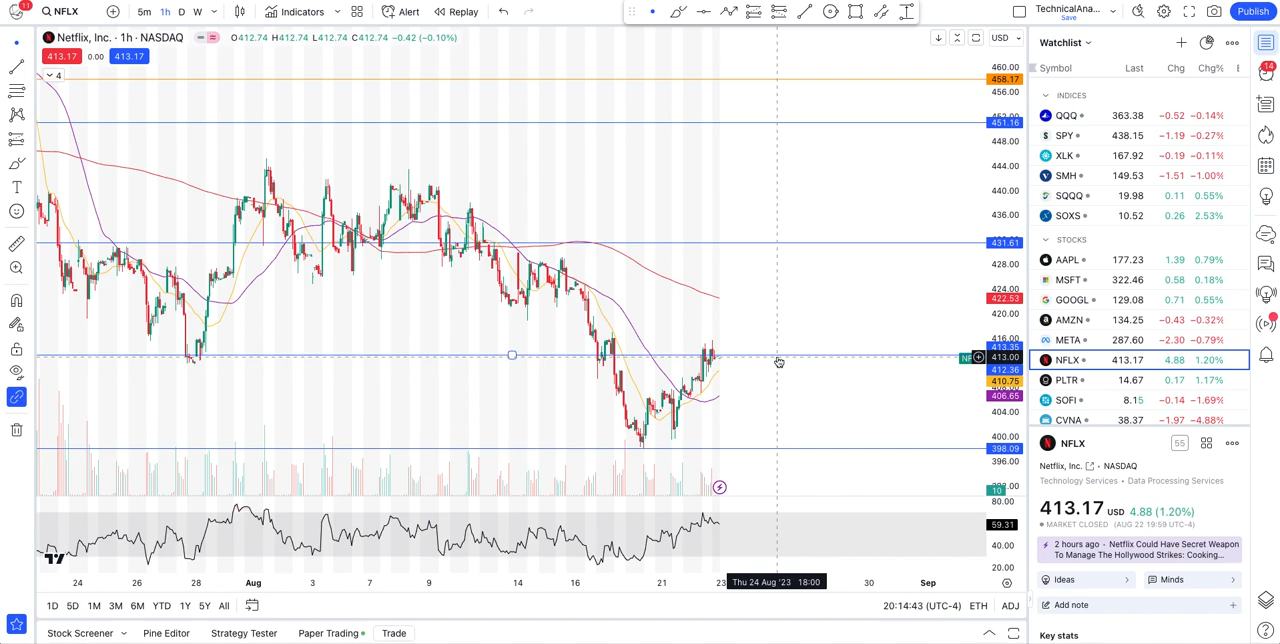 11
NFLX
5m 1h D W
Indicators
Alert
Replay
TechnicalAna...
Save
Publish
Netflix, Inc. · 1h · NASDAQ
O412.74 H412.74 L412.74 C412.74 −0.42 (−0.10%)
413.17 0.00 413.17
4
USD
460.00
458.17
456.00
451.16
448.00
444.00
440.00
436.00
431.61
428.00
424.00
422.53
420.00
416.00
413.35
413.00
412.36
410.75
406.65
404.00
400.00
398.09
396.00
10
80.00
59.31
40.00
20.00
24 26 28 Aug 3 7 9 14 16 21 23
Thu 24 Aug '23 18:00
30 Sep
1D 5D 1M 3M 6M YTD 1Y 5Y All
20:14:43 (UTC-4) ETH ADJ
Stock Screener
Pine Editor
Strategy Tester
Paper Trading
Trade
Watchlist
Symbol Last Chg Chg%
INDICES
QQQ 363.38 −0.52 −0.14%
SPY 438.15 −1.19 −0.27%
XLK 167.92 −0.19 −0.11%
SMH 149.53 −1.51 −1.00%
SQQQ 19.98 0.11 0.55%
SOXS 10.52 0.26 2.53%
STOCKS
AAPL 177.23 1.39 0.79%
MSFT 322.46 0.58 0.18%
GOOGL 129.08 0.71 0.55%
AMZN 134.25 −0.43 −0.32%
META 287.60 −2.30 −0.79%
NFLX 413.17 4.88 1.20%
PLTR 14.67 0.17 1.17%
SOFI 8.15 −0.14 −1.69%
CVNA 38.37 −1.97 −4.88%
NFLX
55
Netflix, Inc. · NASDAQ
Technology Services • Data Processing Services
413.17 USD 4.88 (1.20%)
MARKET CLOSED (AUG 22 19:59 UTC-4)
2 hours ago · Netflix Could Have Secret Weapon
To Manage The Hollywood Strikes: Cooking...
Ideas
Minds
Add note
Key stats
14